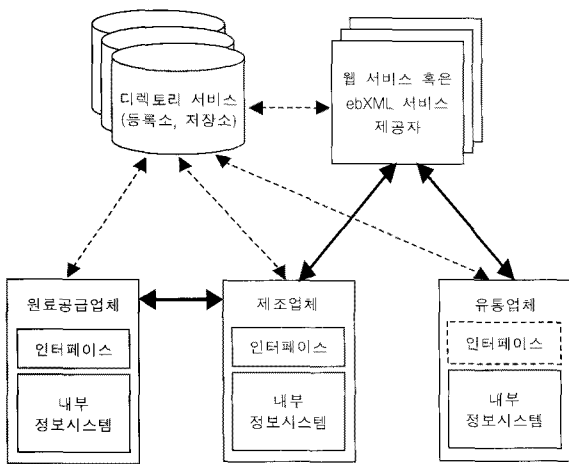 디렉토리 서비스
(등록소, 저장소)
웹 서비스 혹은
ebXML 서비스
제공자
원료공급업체
인터페이스
내부
정보시스템
제조업체
인터페이스
내부
정보시스템
유통업체
인터페이스
내부
정보시스템